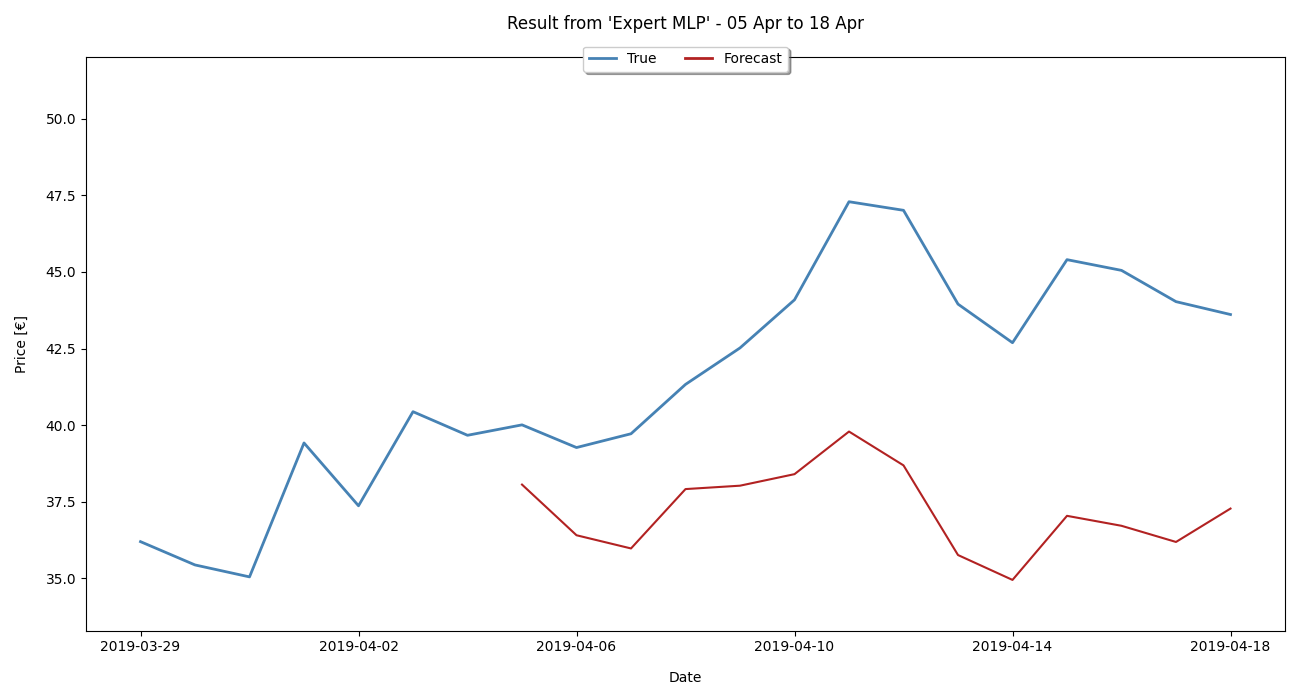 Result from 'Expert MLP' - 05 Apr to 18 Apr
True
Forecast
50.0
47.5
45.0
42.5
40.0
37.5
35.0
Price [€]
2019-03-29
2019-04-02
2019-04-06
2019-04-10
2019-04-14
2019-04-18
Date